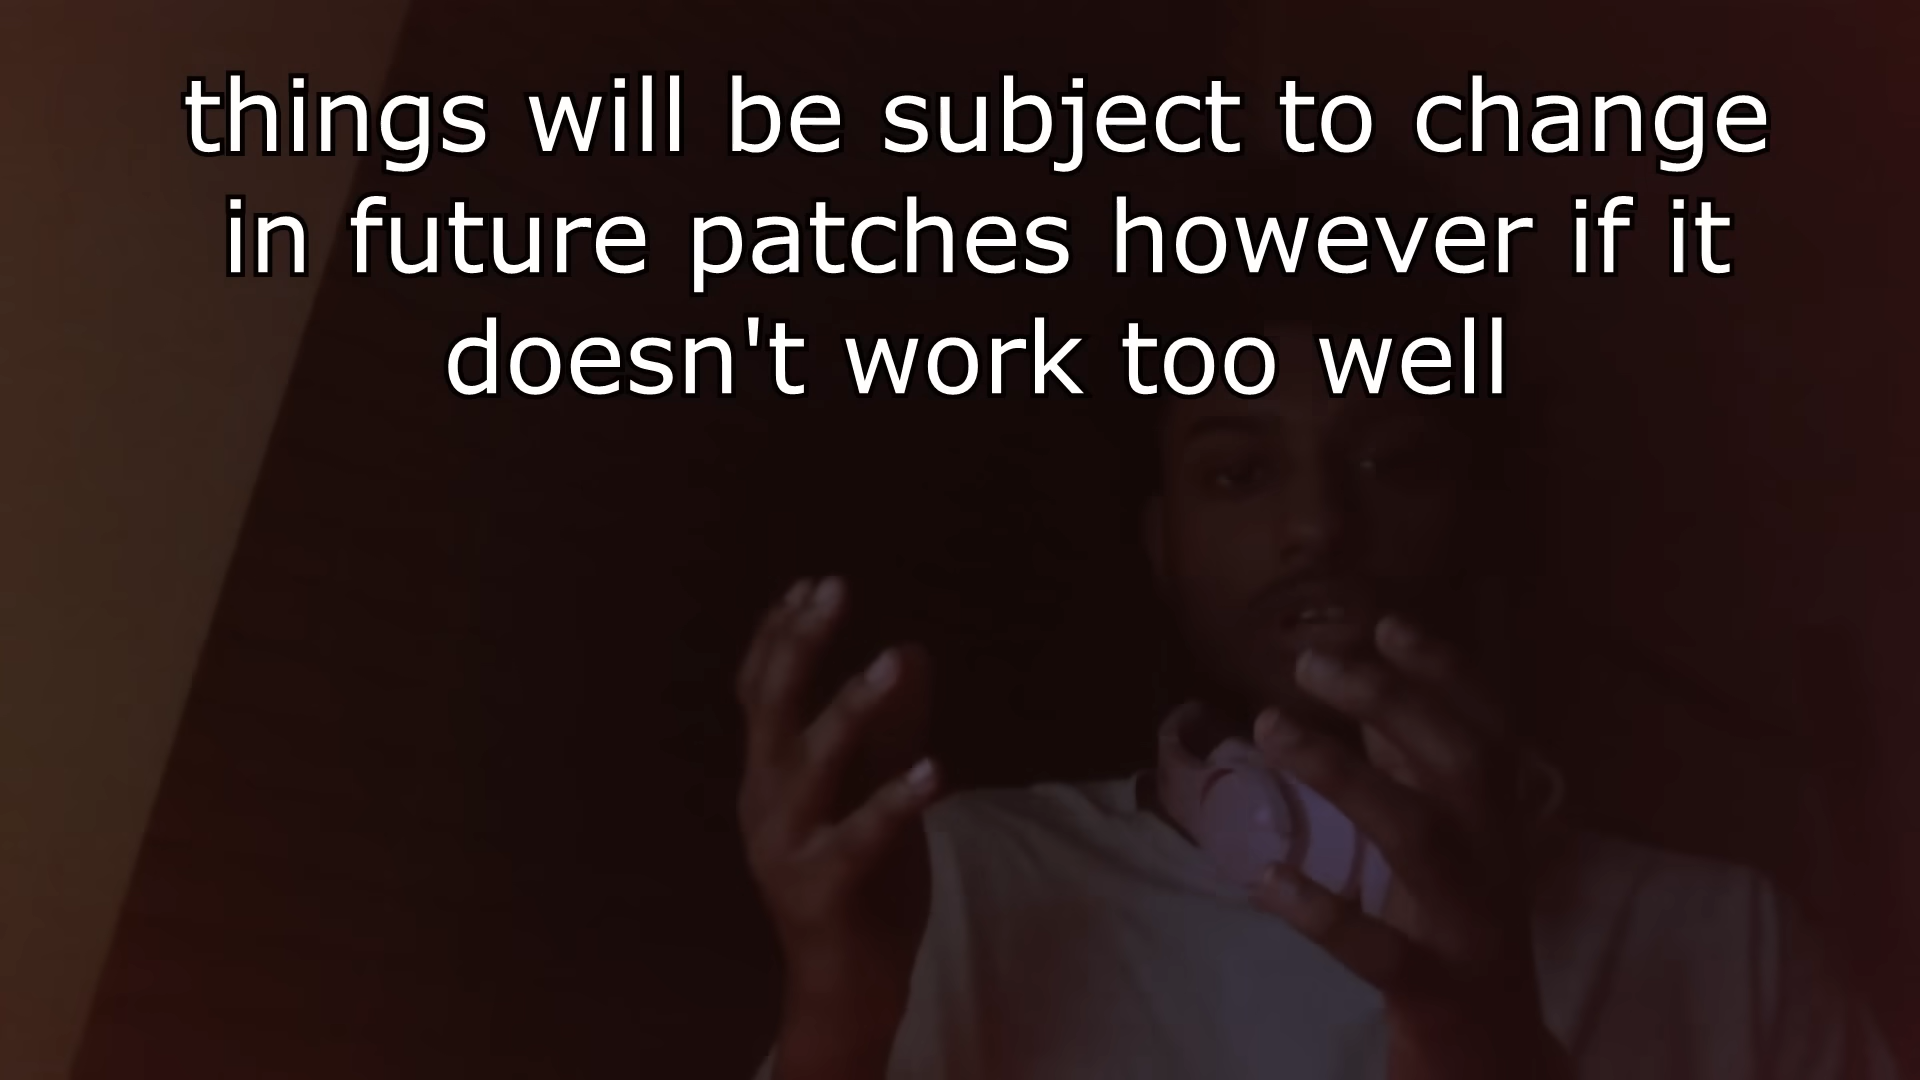 things will be subject to change
in future patches however if it
doesn't work too well